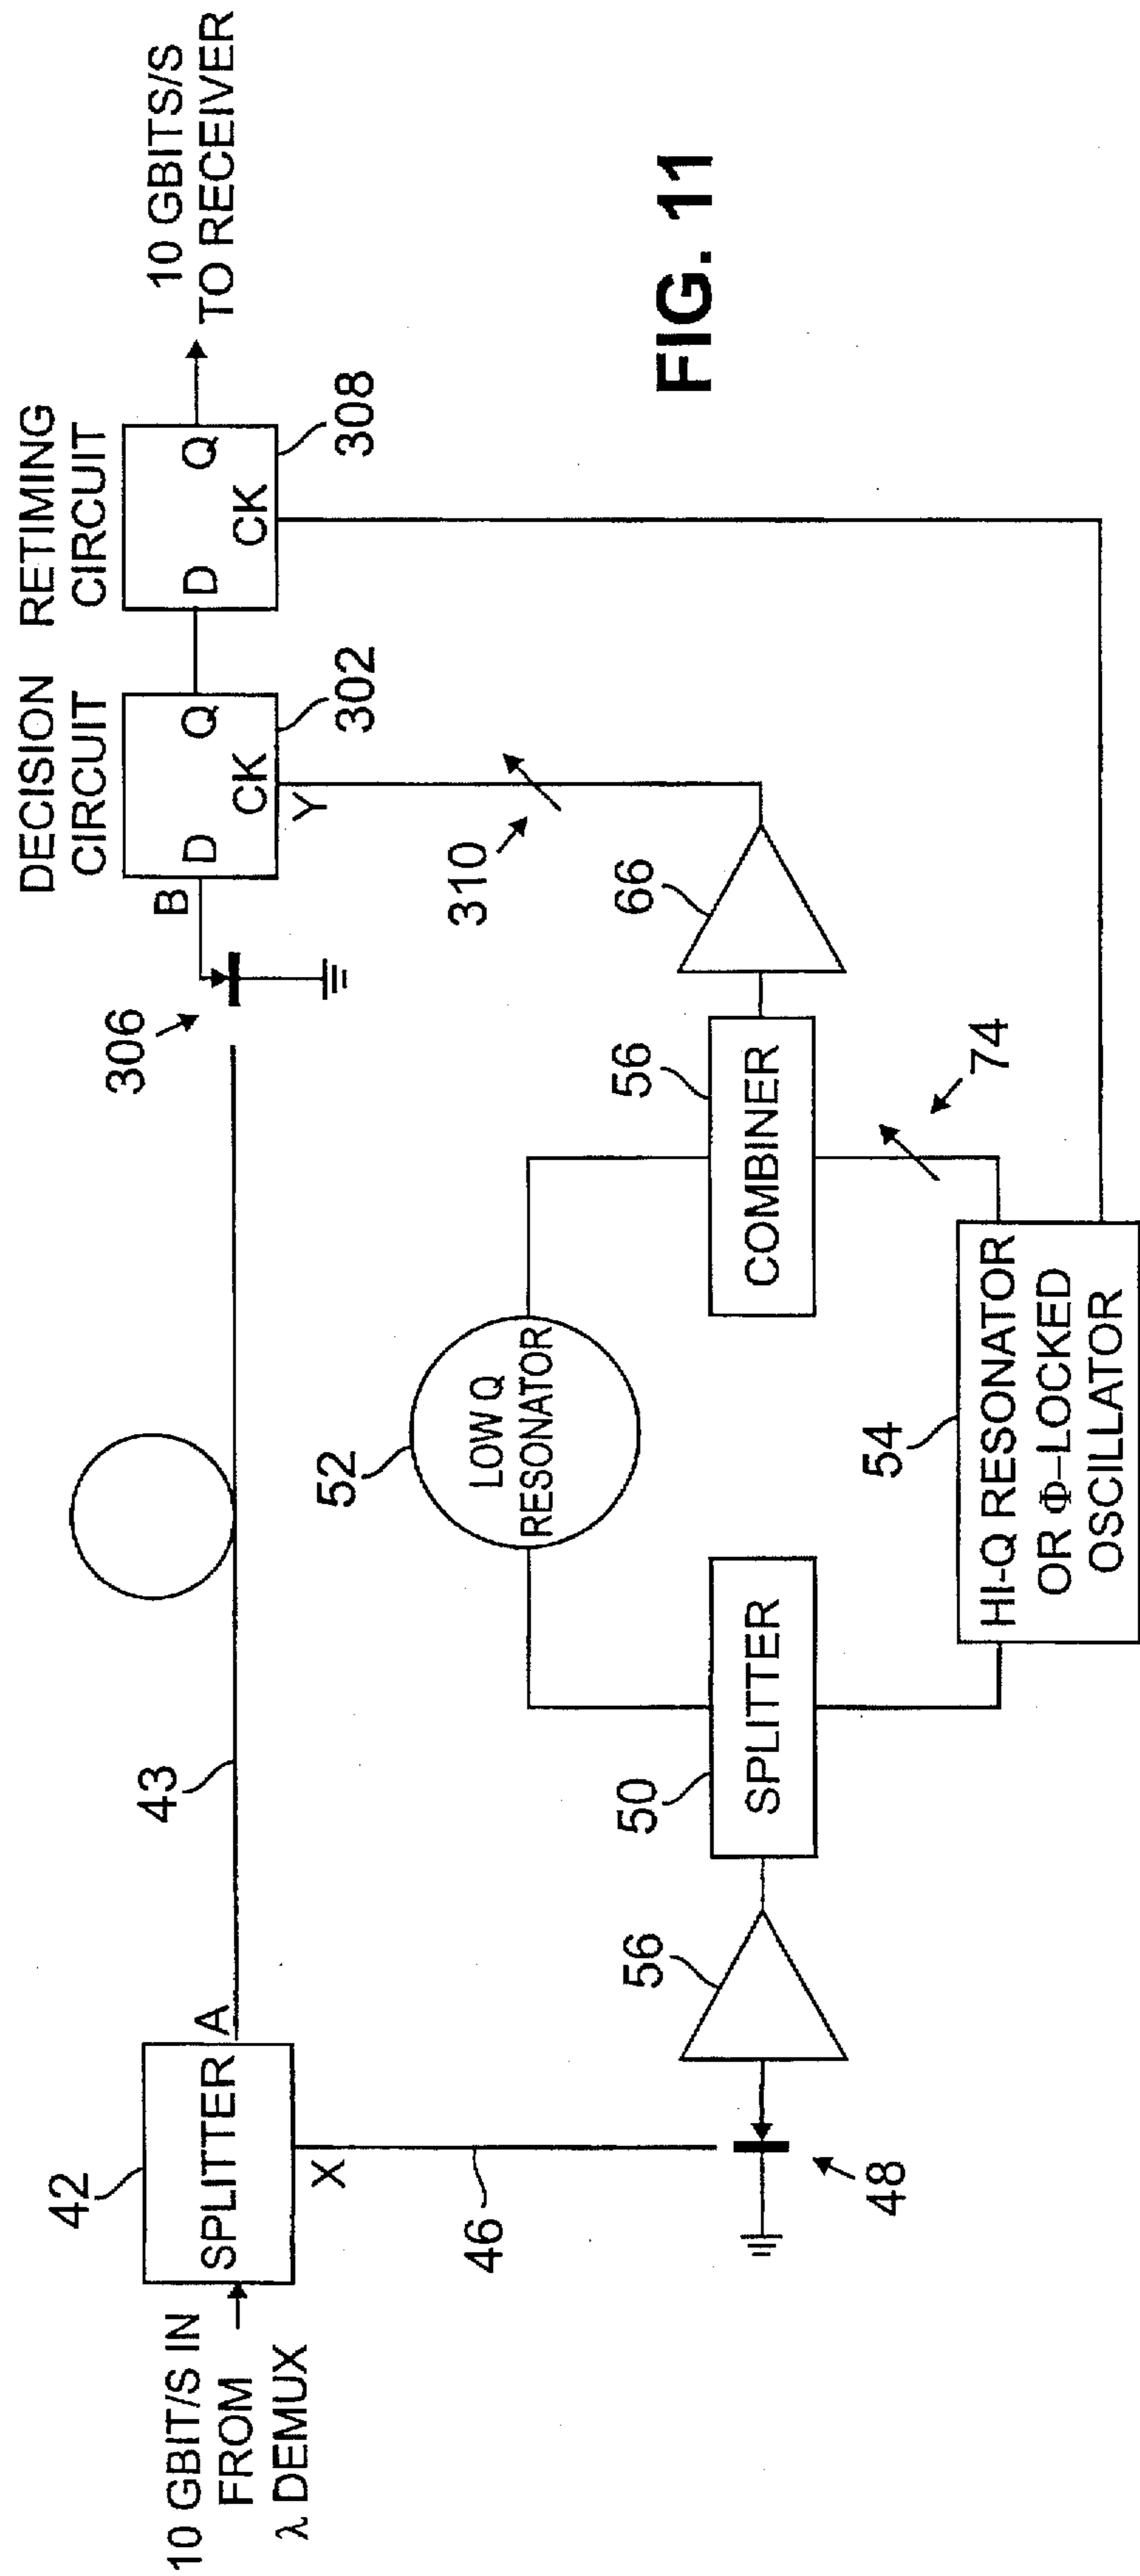 10 GBIT/S IN
FROM
λ DEMUX
42
SPLITTER
A
X
43
46
48
56
50
SPLITTER
52
LOW Q
RESONATOR
54
HI-Q RESONATOR
OR Φ–LOCKED
OSCILLATOR
56
COMBINER
74
66
310
306
B
DECISION
CIRCUIT
D
Q
CK
Y
302
RETIMING
CIRCUIT
D
Q
CK
308
10 GBITS/S
TO RECEIVER
FIG. 11